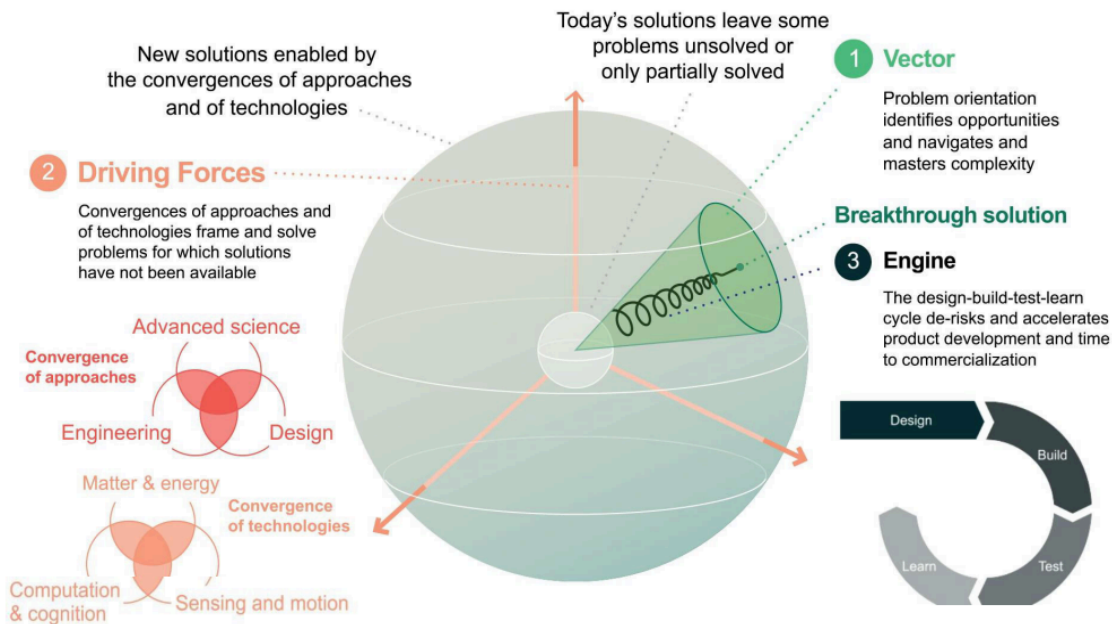 New solutions enabled by
the convergences of approaches
and of technologies
Today's solutions leave some
problems unsolved or
only partially solved
1 Vector
Problem orientation
identifies opportunities
and navigates and
masters complexity
2 Driving Forces
Convergences of approaches and
of technologies frame and solve
problems for which solutions
have not been available
Breakthrough solution
3 Engine
The design-build-test-learn
cycle de-risks and accelerates
product development and time
to commercialization
Advanced science
Convergence
of approaches
Engineering
Design
Matter & energy
Convergence
of technologies
Computation
& cognition
Sensing and motion
Design
Build
Test
Learn